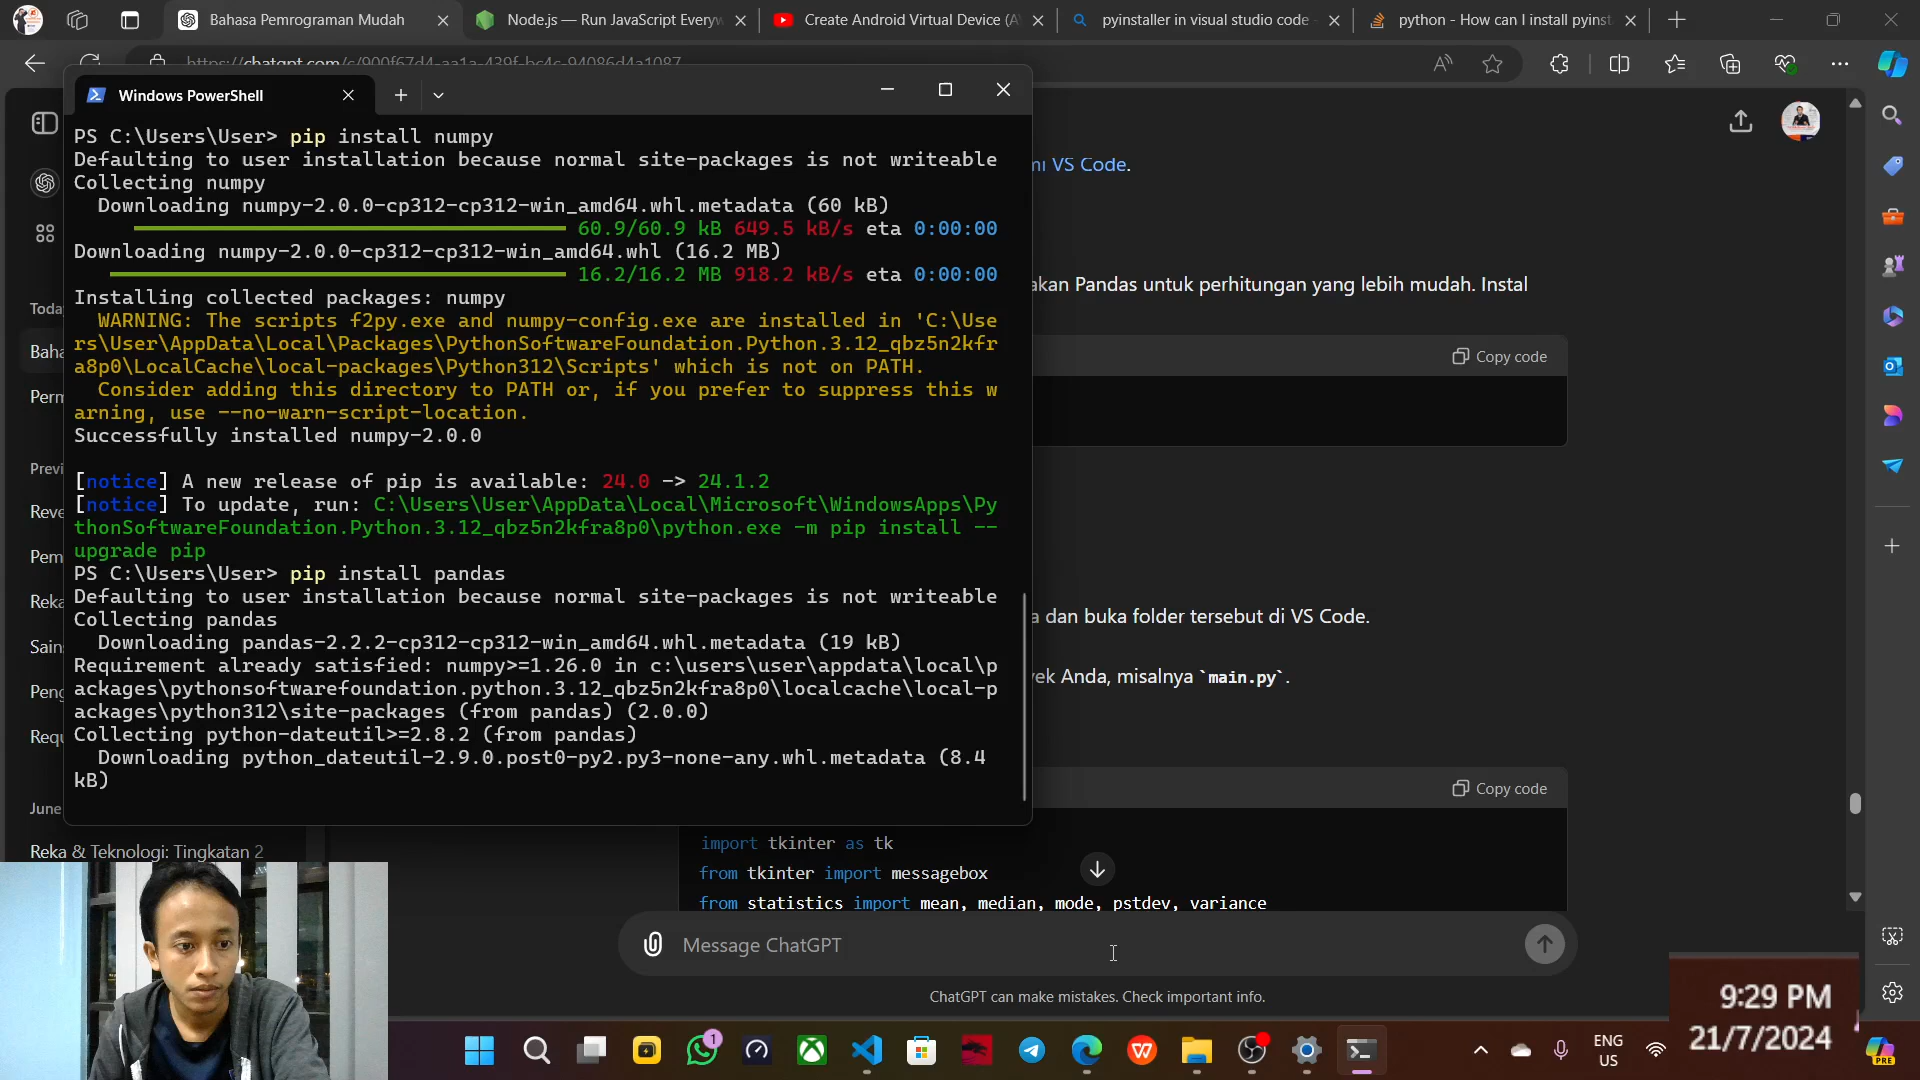 Bahasa Pemrograman Mudah
Node.js — Run JavaScript Everyw
Create Android Virtual Device (A
pyinstaller in visual studio code
python - How can I install pyinst
Windows PowerShell
PS C:\Users\User> pip install numpy
Defaulting to user installation because normal site-packages is not writeable
Collecting numpy
Downloading numpy-2.0.0-cp312-cp312-win_amd64.whl.metadata (60 kB)
60.9/60.9 kB 649.5 kB/s eta 0:00:00
Downloading numpy-2.0.0-cp312-cp312-win_amd64.whl (16.2 MB)
16.2/16.2 MB 918.2 kB/s eta 0:00:00
Installing collected packages: numpy
WARNING: The scripts f2py.exe and numpy-config.exe are installed in 'C:\Use
rs\User\AppData\Local\Packages\PythonSoftwareFoundation.Python.3.12_qbz5n2kfr
a8p0\LocalCache\local-packages\Python312\Scripts' which is not on PATH.
Consider adding this directory to PATH or, if you prefer to suppress this w
arning, use --no-warn-script-location.
Successfully installed numpy-2.0.0
[notice] A new release of pip is available: 24.0 -> 24.1.2
[notice] To update, run: C:\Users\User\AppData\Local\Microsoft\WindowsApps\Py
thonSoftwareFoundation.Python.3.12_qbz5n2kfra8p0\python.exe -m pip install --
upgrade pip
PS C:\Users\User> pip install pandas
Defaulting to user installation because normal site-packages is not writeable
Collecting pandas
Downloading pandas-2.2.2-cp312-cp312-win_amd64.whl.metadata (19 kB)
Requirement already satisfied: numpy>=1.26.0 in c:\users\user\appdata\local\p
ackages\pythonsoftwarefoundation.python.3.12_qbz5n2kfra8p0\localcache\local-p
ackages\python312\site-packages (from pandas) (2.0.0)
Collecting python-dateutil>=2.8.2 (from pandas)
Downloading python_dateutil-2.9.0.post0-py2.py3-none-any.whl.metadata (8.4
kB)
Toda
Baha
Perm
Previ
Reve
Pem
Reka
Sain
Peng
Requ
June
Reka & Teknologi: Tingkatan 2
mi VS Code.
akan Pandas untuk perhitungan yang lebih mudah. Instal
Copy code
a dan buka folder tersebut di VS Code.
yek Anda, misalnya `main.py`.
Copy code
import tkinter as tk
from tkinter import messagebox
from statistics import mean, median, mode, pstdev, variance
Message ChatGPT
ChatGPT can make mistakes. Check important info.
1
ENG
US
9:29 PM
21/7/2024
PRE